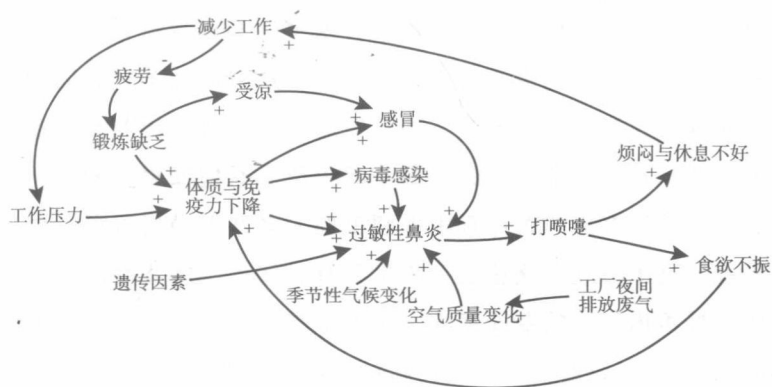 减少工作
+
疲劳
受凉
+
+
感冒
+
锻炼缺乏
+
烦闷与休息不好
+
+
体质与免
疫力下降
+
病毒感染
+
工作压力
+
+
+
过敏性鼻炎
+
+
打喷嚏
+
+
+
食欲不振
+
遗传因素
季节性气候变化
+
空气质量变化
+
工厂夜间
排放废气